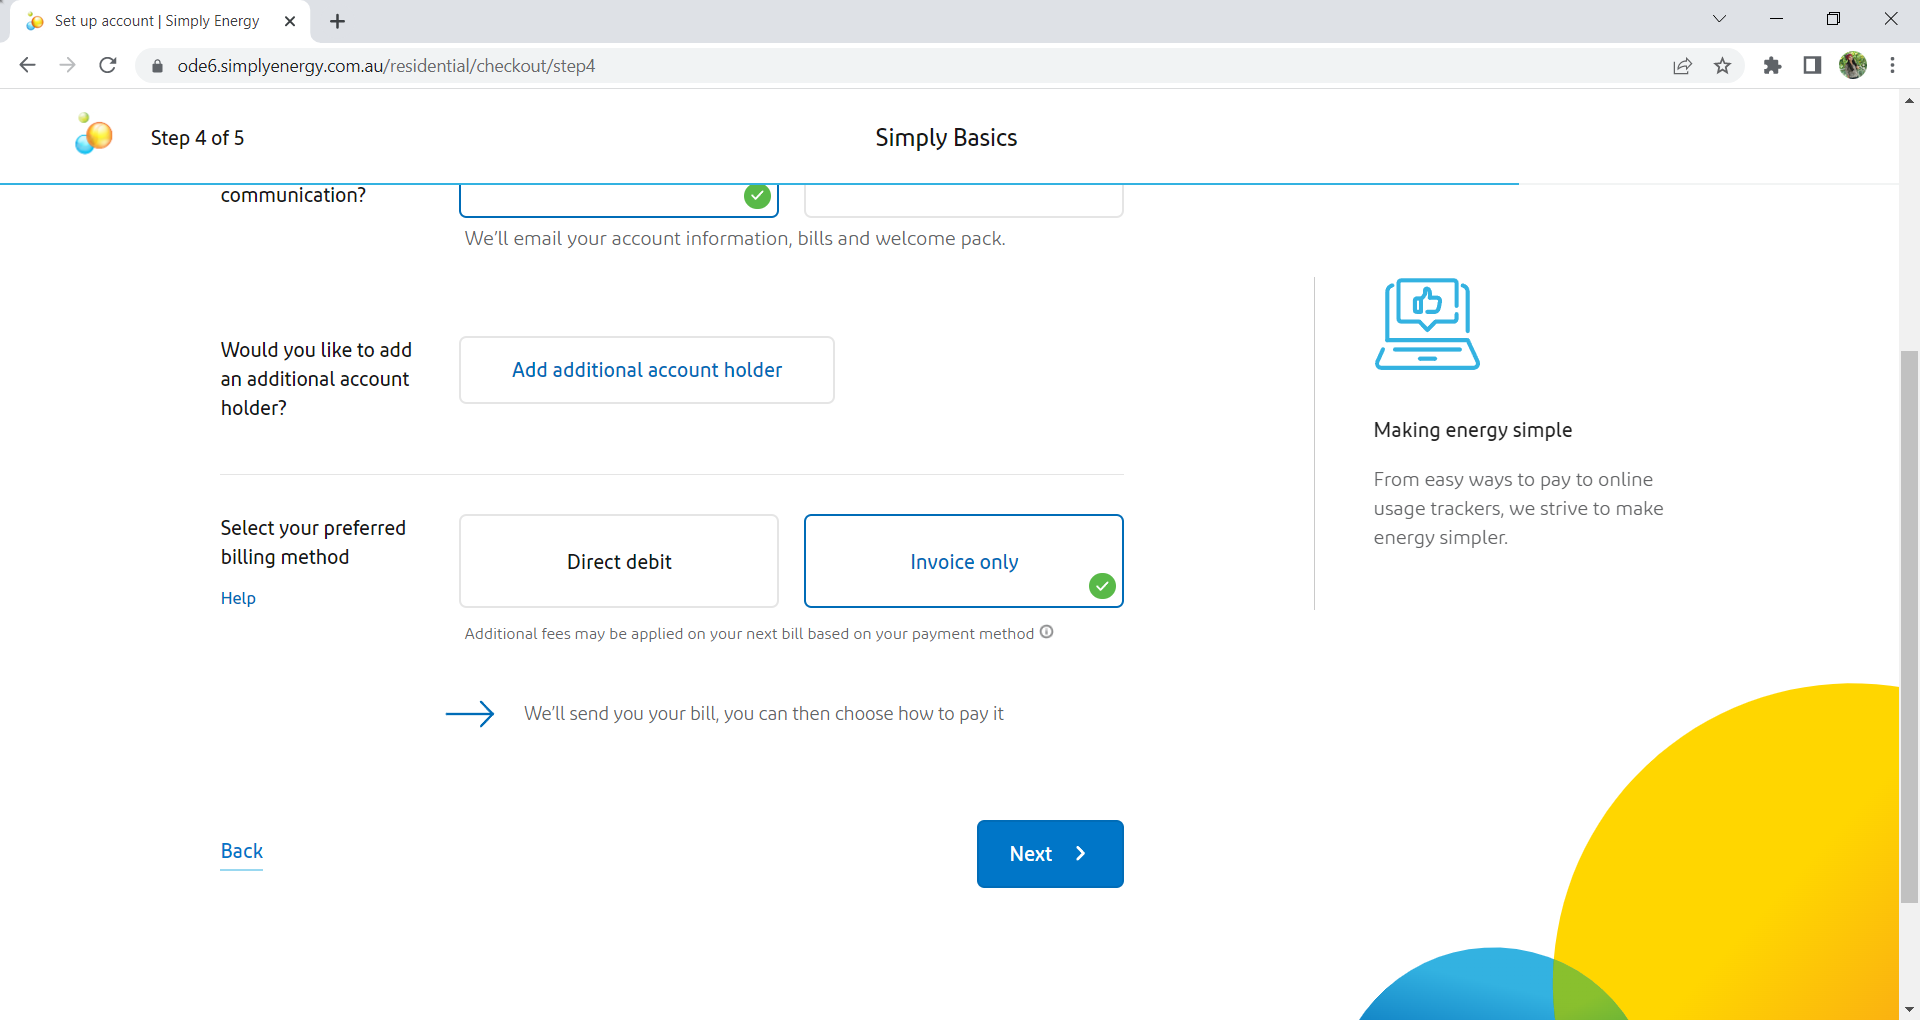 Set up account | Simply Energy
ode6.simplyenergy.com.au/residential/checkout/step4
Step 4 of 5
Simply Basics
communication?
We'll email your account information, bills and welcome pack.
Would you like to add
an additional account
holder?
Add additional account holder
Making energy simple
From easy ways to pay to online
usage trackers, we strive to make
energy simpler.
Select your preferred
billing method
Help
Direct debit
Invoice only
Additional fees may be applied on your next bill based on your payment method
We'll send you your bill, you can then choose how to pay it
Back
Next